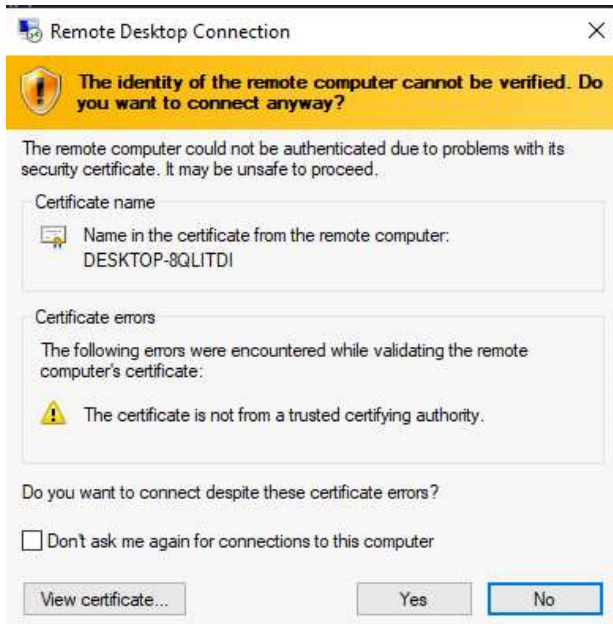 Remote Desktop Connection
The identity of the remote computer cannot be verified. Do
you want to connect anyway?
The remote computer could not be authenticated due to problems with its
security certificate. It may be unsafe to proceed.
Certificate name
Name in the certificate from the remote computer:
DESKTOP-8QLITDI
Certificate errors
The following errors were encountered while validating the remote
computer's certificate:
The certificate is not from a trusted certifying authority.
Do you want to connect despite these certificate errors?
Don't ask me again for connections to this computer
View certificate...
Yes
No